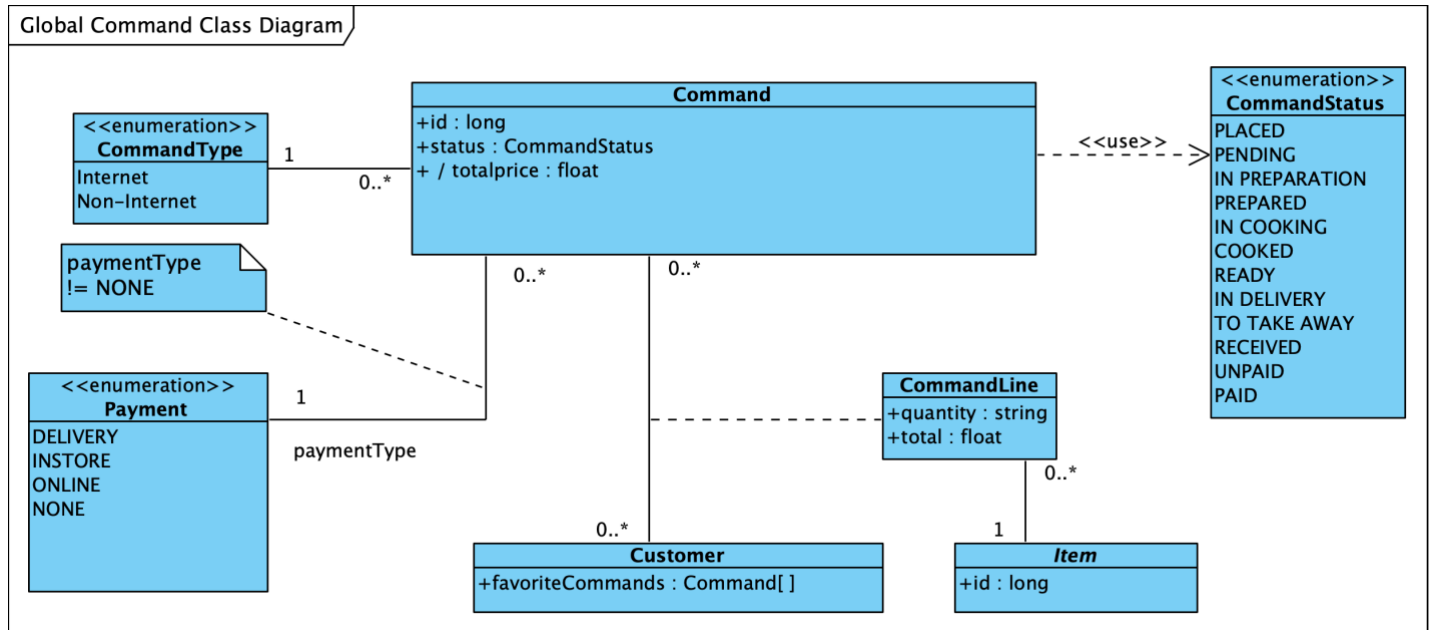 Global Command Class Diagram
<<enumeration>>
CommandType
Internet
Non-Internet
1
0..*
Command
+id : long
+status : CommandStatus
+ / totalprice : float
<<use>>
<<enumeration>>
CommandStatus
PLACED
PENDING
IN PREPARATION
PREPARED
IN COOKING
COOKED
READY
IN DELIVERY
TO TAKE AWAY
RECEIVED
UNPAID
PAID
paymentType
!= NONE
0..*
0..*
<<enumeration>>
Payment
DELIVERY
INSTORE
ONLINE
NONE
1
paymentType
CommandLine
+quantity : string
+total : float
0..*
1
0..*
Customer
+favoriteCommands : Command[ ]
Item
+id : long